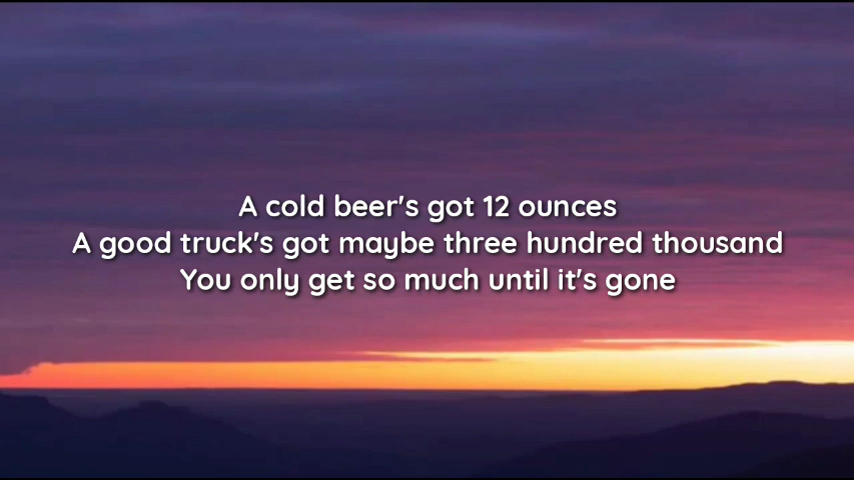 A cold beer's got 12 ounces
A good truck's got maybe three hundred thousand
You only get so much until it's gone